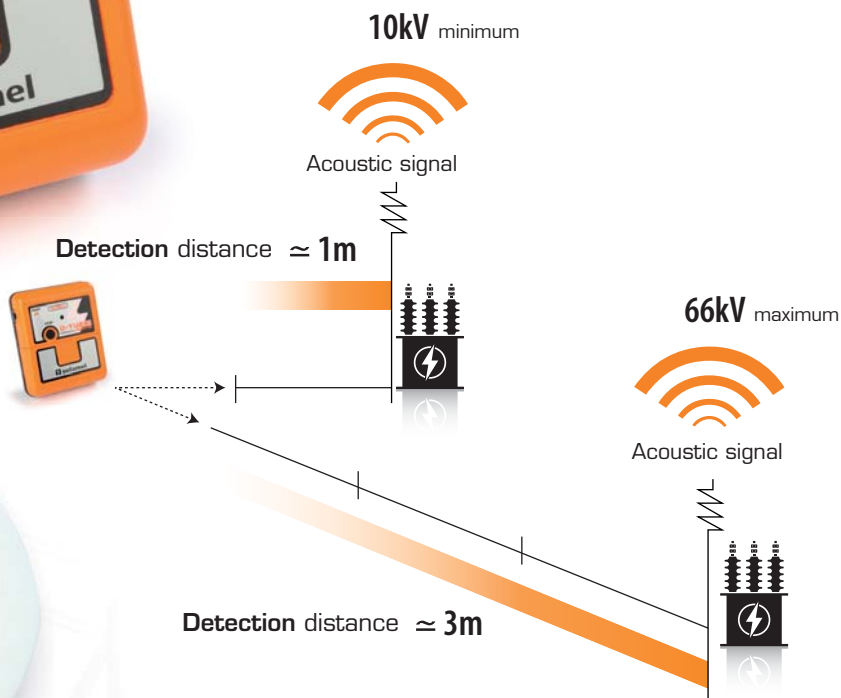 10kV minimum
Acoustic signal
Detection distance ≃ 1m
66kV maximum
Acoustic signal
Detection distance ≃ 3m